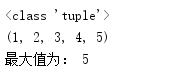 <class 'tuple'>
(1, 2, 3, 4, 5)
最大值为： 5